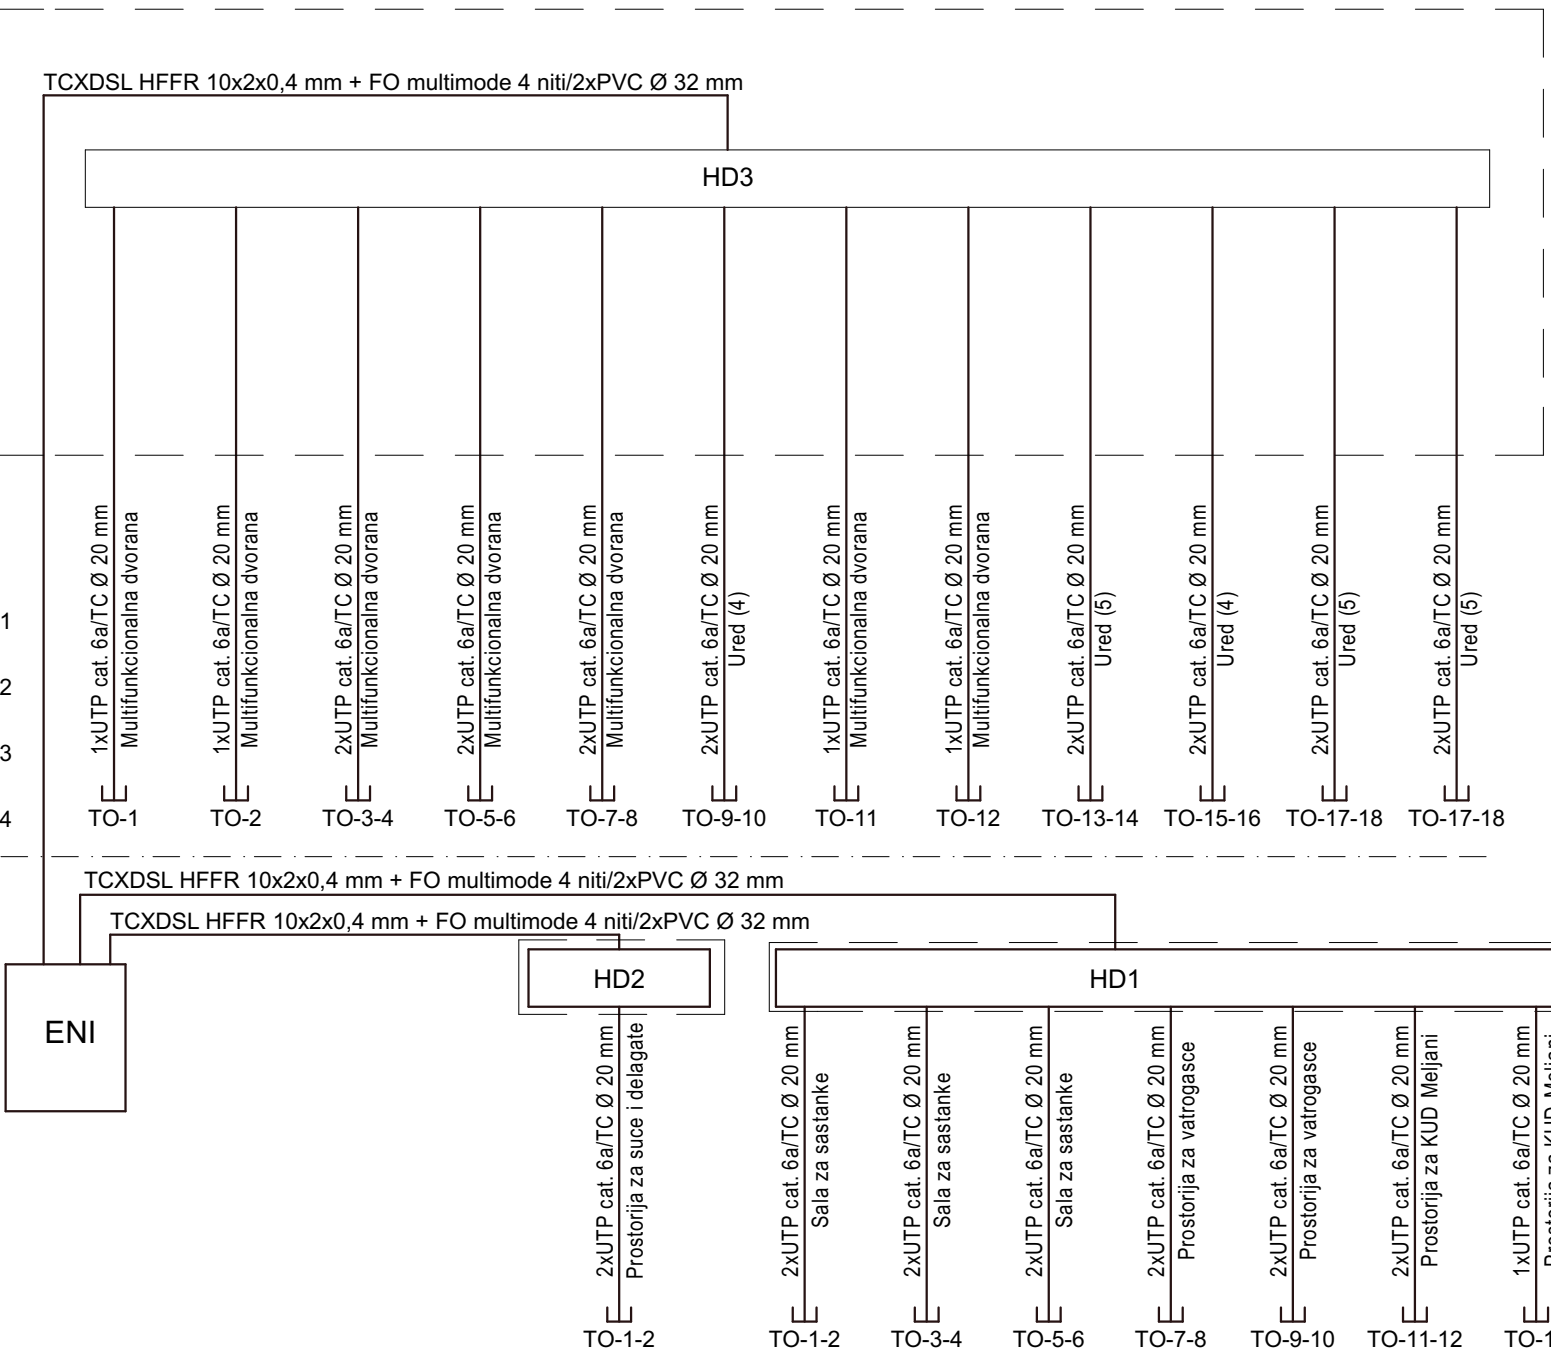 TCXDSL HFFR 10x2x0,4 mm + FO multimode 4 niti/2xPVC Ø 32 mm
HD3
1xUTP cat. 6a/TC Ø 20 mm
Multifunkcionalna dvorana
1xUTP cat. 6a/TC Ø 20 mm
Multifunkcionalna dvorana
2xUTP cat. 6a/TC Ø 20 mm
Multifunkcionalna dvorana
2xUTP cat. 6a/TC Ø 20 mm
Multifunkcionalna dvorana
2xUTP cat. 6a/TC Ø 20 mm
Multifunkcionalna dvorana
2xUTP cat. 6a/TC Ø 20 mm
Ured (4)
1xUTP cat. 6a/TC Ø 20 mm
Multifunkcionalna dvorana
1xUTP cat. 6a/TC Ø 20 mm
Multifunkcionalna dvorana
2xUTP cat. 6a/TC Ø 20 mm
Ured (5)
2xUTP cat. 6a/TC Ø 20 mm
Ured (4)
2xUTP cat. 6a/TC Ø 20 mm
Ured (5)
2xUTP cat. 6a/TC Ø 20 mm
Ured (5)
1
2
3
4
TO-1
TO-2
TO-3-4
TO-5-6
TO-7-8
TO-9-10
TO-11
TO-12
TO-13-14
TO-15-16
TO-17-18
TO-17-18
TCXDSL HFFR 10x2x0,4 mm + FO multimode 4 niti/2xPVC Ø 32 mm
TCXDSL HFFR 10x2x0,4 mm + FO multimode 4 niti/2xPVC Ø 32 mm
HD2
HD1
ENI
2xUTP cat. 6a/TC Ø 20 mm
Prostorija za suce i delagate
2xUTP cat. 6a/TC Ø 20 mm
Sala za sastanke
2xUTP cat. 6a/TC Ø 20 mm
Sala za sastanke
2xUTP cat. 6a/TC Ø 20 mm
Sala za sastanke
2xUTP cat. 6a/TC Ø 20 mm
Prostorija za vatrogasce
2xUTP cat. 6a/TC Ø 20 mm
Prostorija za vatrogasce
2xUTP cat. 6a/TC Ø 20 mm
Prostorija za KUD Meljani
1xUTP cat. 6a/TC Ø 20 mm
Prostorija za KUD Meljani
TO-1-2
TO-1-2
TO-3-4
TO-5-6
TO-7-8
TO-9-10
TO-11-12
TO-1